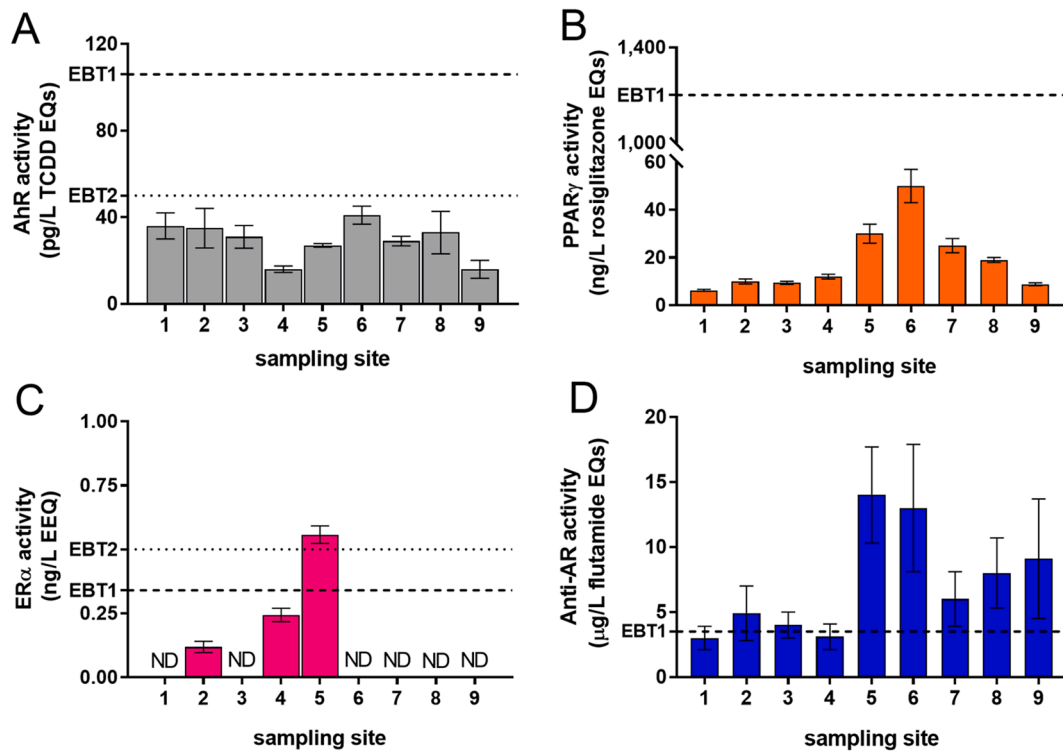 A
AhR activity
(pg/L TCDD EQs)
120
EBT1
80
EBT2
40
0
1 2 3 4 5 6 7 8 9
sampling site
B
PPARγ activity
(ng/L rosiglitazone EQs)
1,400
EBT1
1,000
60
40
20
0
1 2 3 4 5 6 7 8 9
sampling site
C
ERα activity
(ng/L EEQ)
1.00
0.75
EBT2
EBT1
0.25
0.00
ND ND ND ND ND ND
1 2 3 4 5 6 7 8 9
sampling site
D
Anti-AR activity
(µg/L flutamide EQs)
20
15
10
5
EBT1
0
1 2 3 4 5 6 7 8 9
sampling site